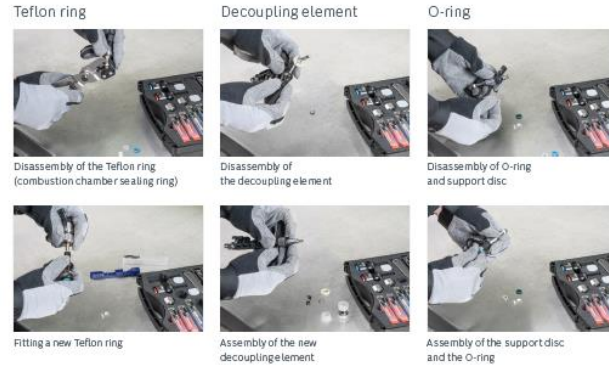 Teflon ring
Decoupling element
O-ring
Disassembly of the Teflon ring
(combustion chamber sealing ring)
Disassembly of
the decoupling element
Disassembly of O-ring
and support disc
Fitting a new Teflon ring
Assembly of the new
decoupling element
Assembly of the support disc
and the O-ring